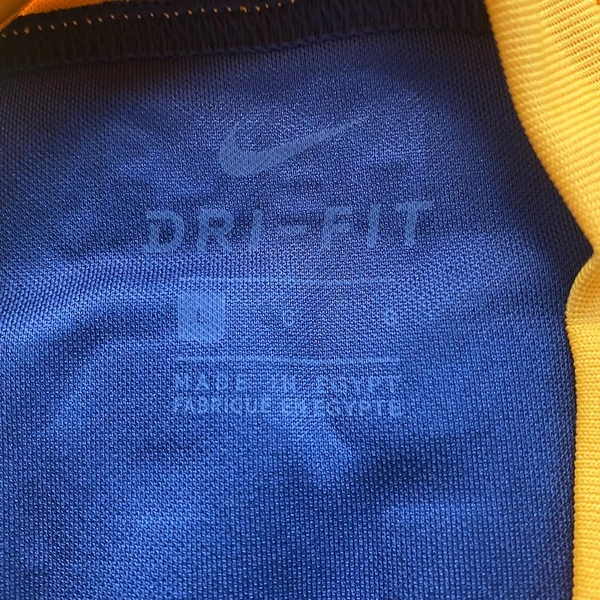 DRI-FIT
L G G
MADE IN EGYPT
FABRIQUE EN EGYPTE